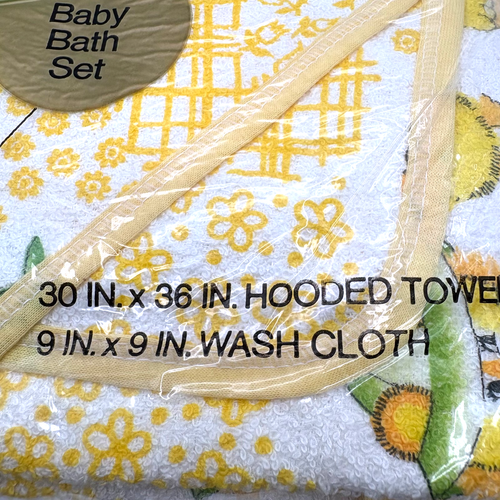 Baby
Bath
Set
30 IN. x 36 IN. HOODED TOWE
9 IN. x 9 IN. WASH CLOTH